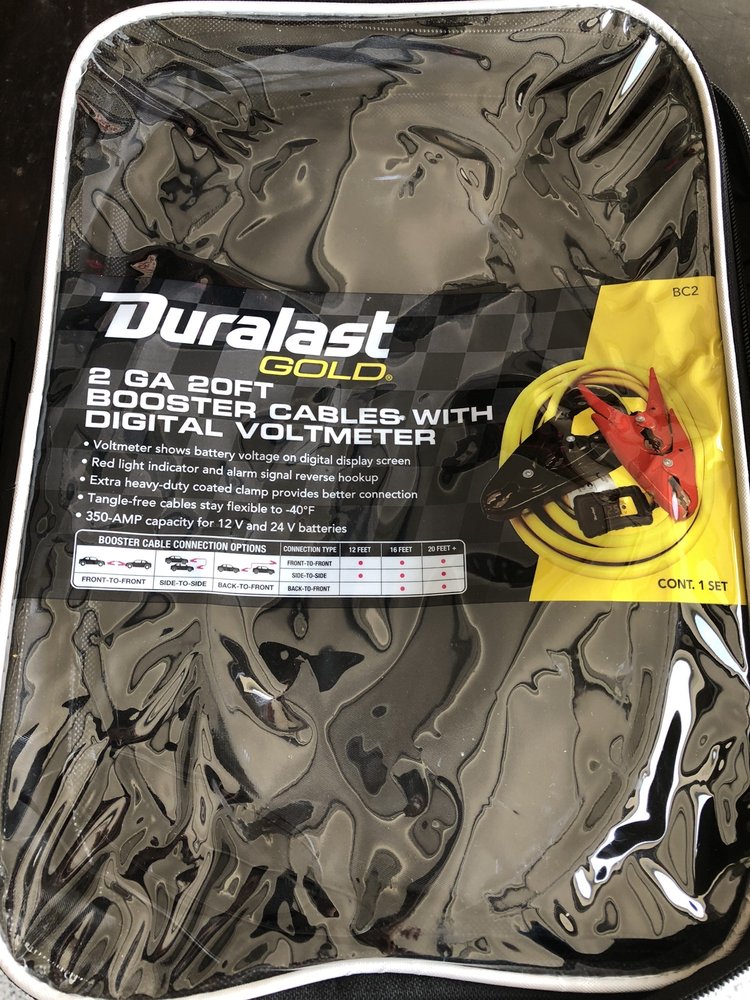 BC2
Duralast
GOLD®
2 GA 20FT
BOOSTER CABLES WITH
DIGITAL VOLTMETER
• Voltmeter shows battery voltage on digital display screen
• Red light indicator and alarm signal reverse hookup
• Extra heavy-duty coated clamp provides better connection
• Tangle-free cables stay flexible to -40°F
• 350-AMP capacity for 12 V and 24 V batteries
BOOSTER CABLE CONNECTION OPTIONS
FRONT-TO-FRONT SIDE-TO-SIDE BACK-TO-FRONT
CONNECTION TYPE 12 FEET 16 FEET 20 FEET +
FRONT-TO-FRONT • • •
SIDE-TO-SIDE • • •
BACK-TO-FRONT • •
CONT. 1 SET